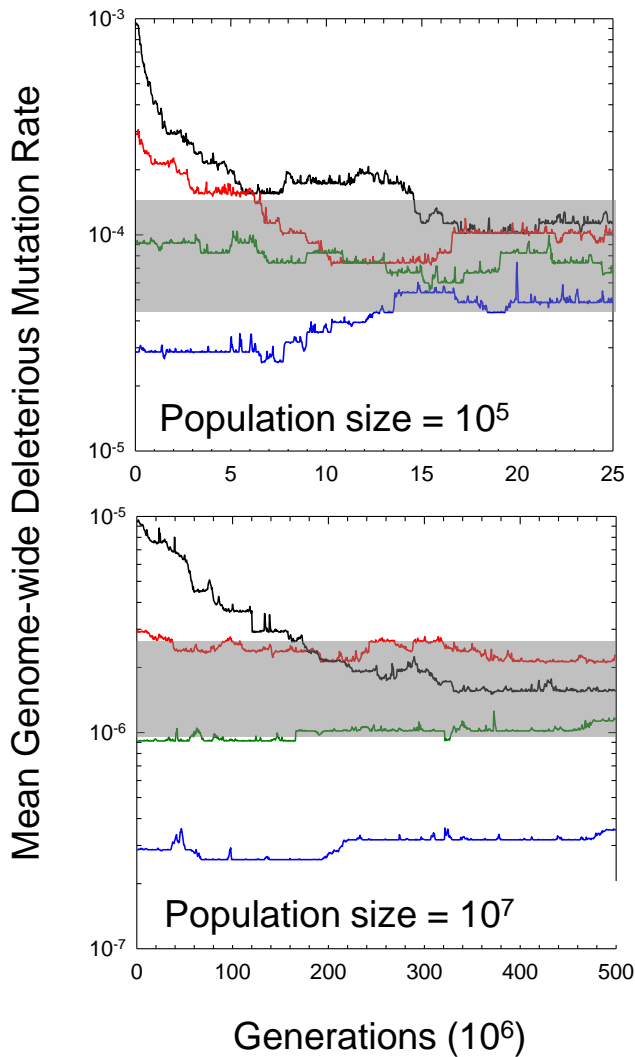 Mean Genome-wide Deleterious Mutation Rate
10⁻³
10⁻⁴
10⁻⁵
Population size = 10⁵
0 5 10 15 20 25
10⁻⁵
10⁻⁶
10⁻⁷
Population size = 10⁷
0 100 200 300 400 500
Generations (10⁶)